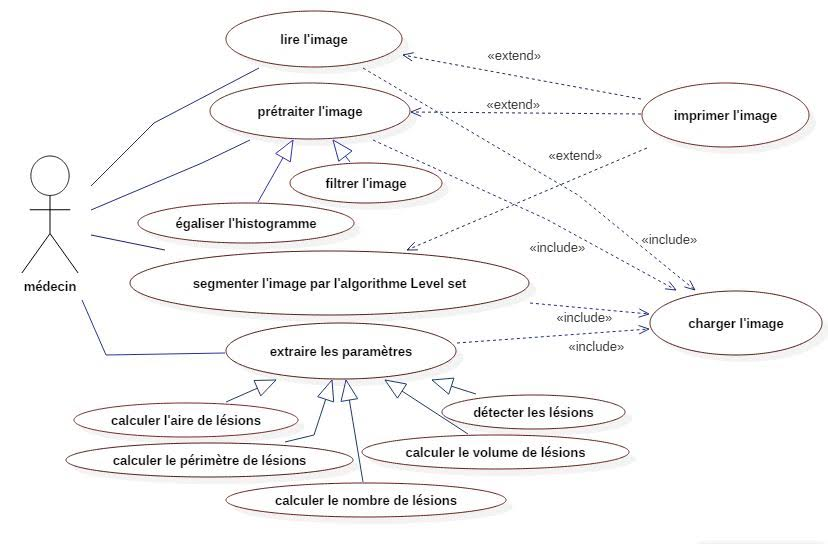 lire l'image
«extend»
prétraiter l'image
«extend»
imprimer l'image
«extend»
filtrer l'image
égaliser l'histogramme
«include»
«include»
médecin
segmenter l'image par l'algorithme Level set
«include»
charger l'image
«include»
extraire les paramètres
calculer l'aire de lésions
détecter les lésions
calculer le périmètre de lésions
calculer le volume de lésions
calculer le nombre de lésions